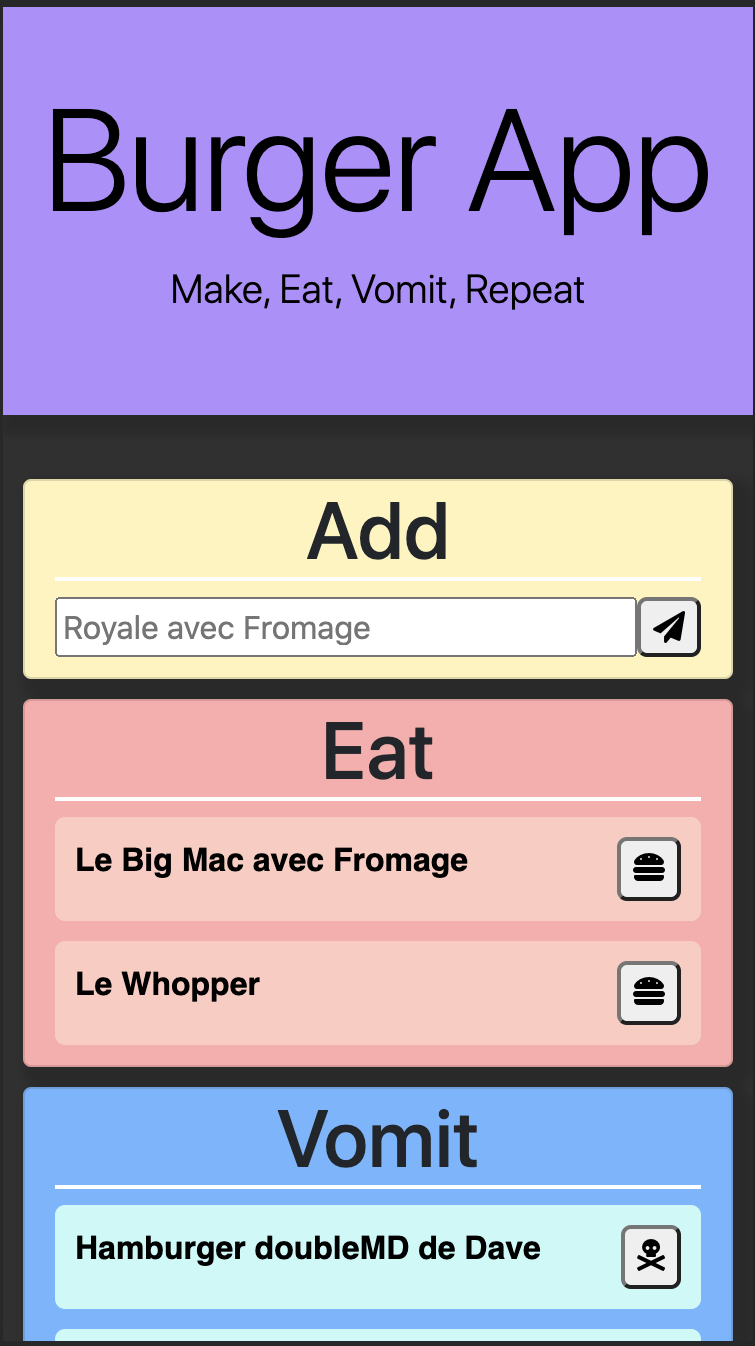 Burger App
Make, Eat, Vomit, Repeat
Add
Royale avec Fromage
Eat
Le Big Mac avec Fromage
Le Whopper
Vomit
Hamburger doubleMD de Dave